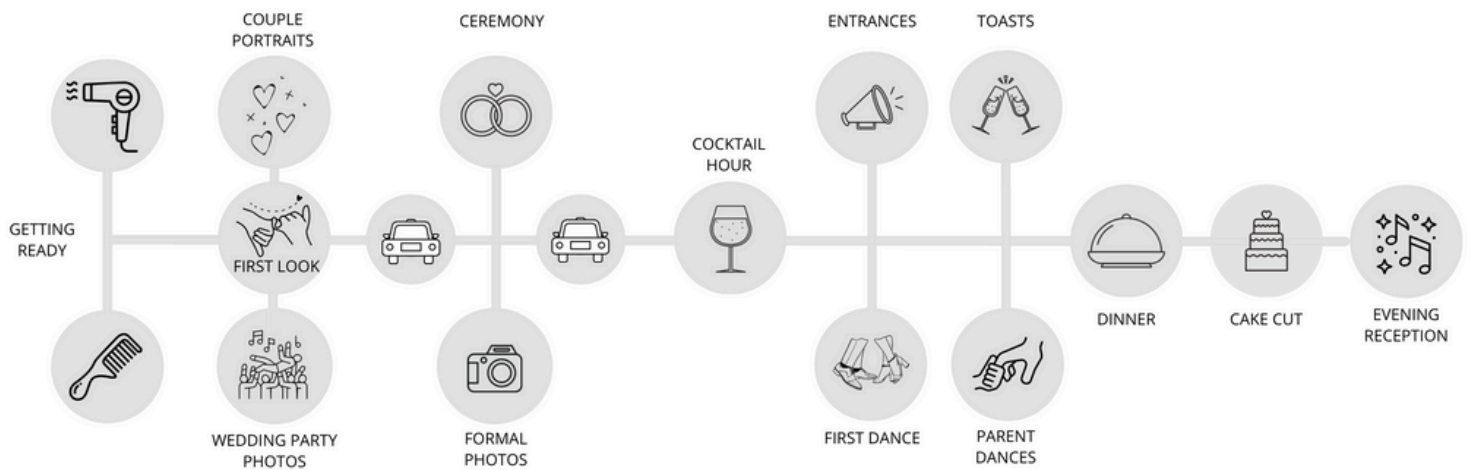 GETTING
READY
COUPLE
PORTRAITS
FIRST LOOK
WEDDING PARTY
PHOTOS
CEREMONY
FORMAL
PHOTOS
COCKTAIL
HOUR
ENTRANCES
FIRST DANCE
TOASTS
PARENT
DANCES
DINNER
CAKE CUT
EVENING
RECEPTION